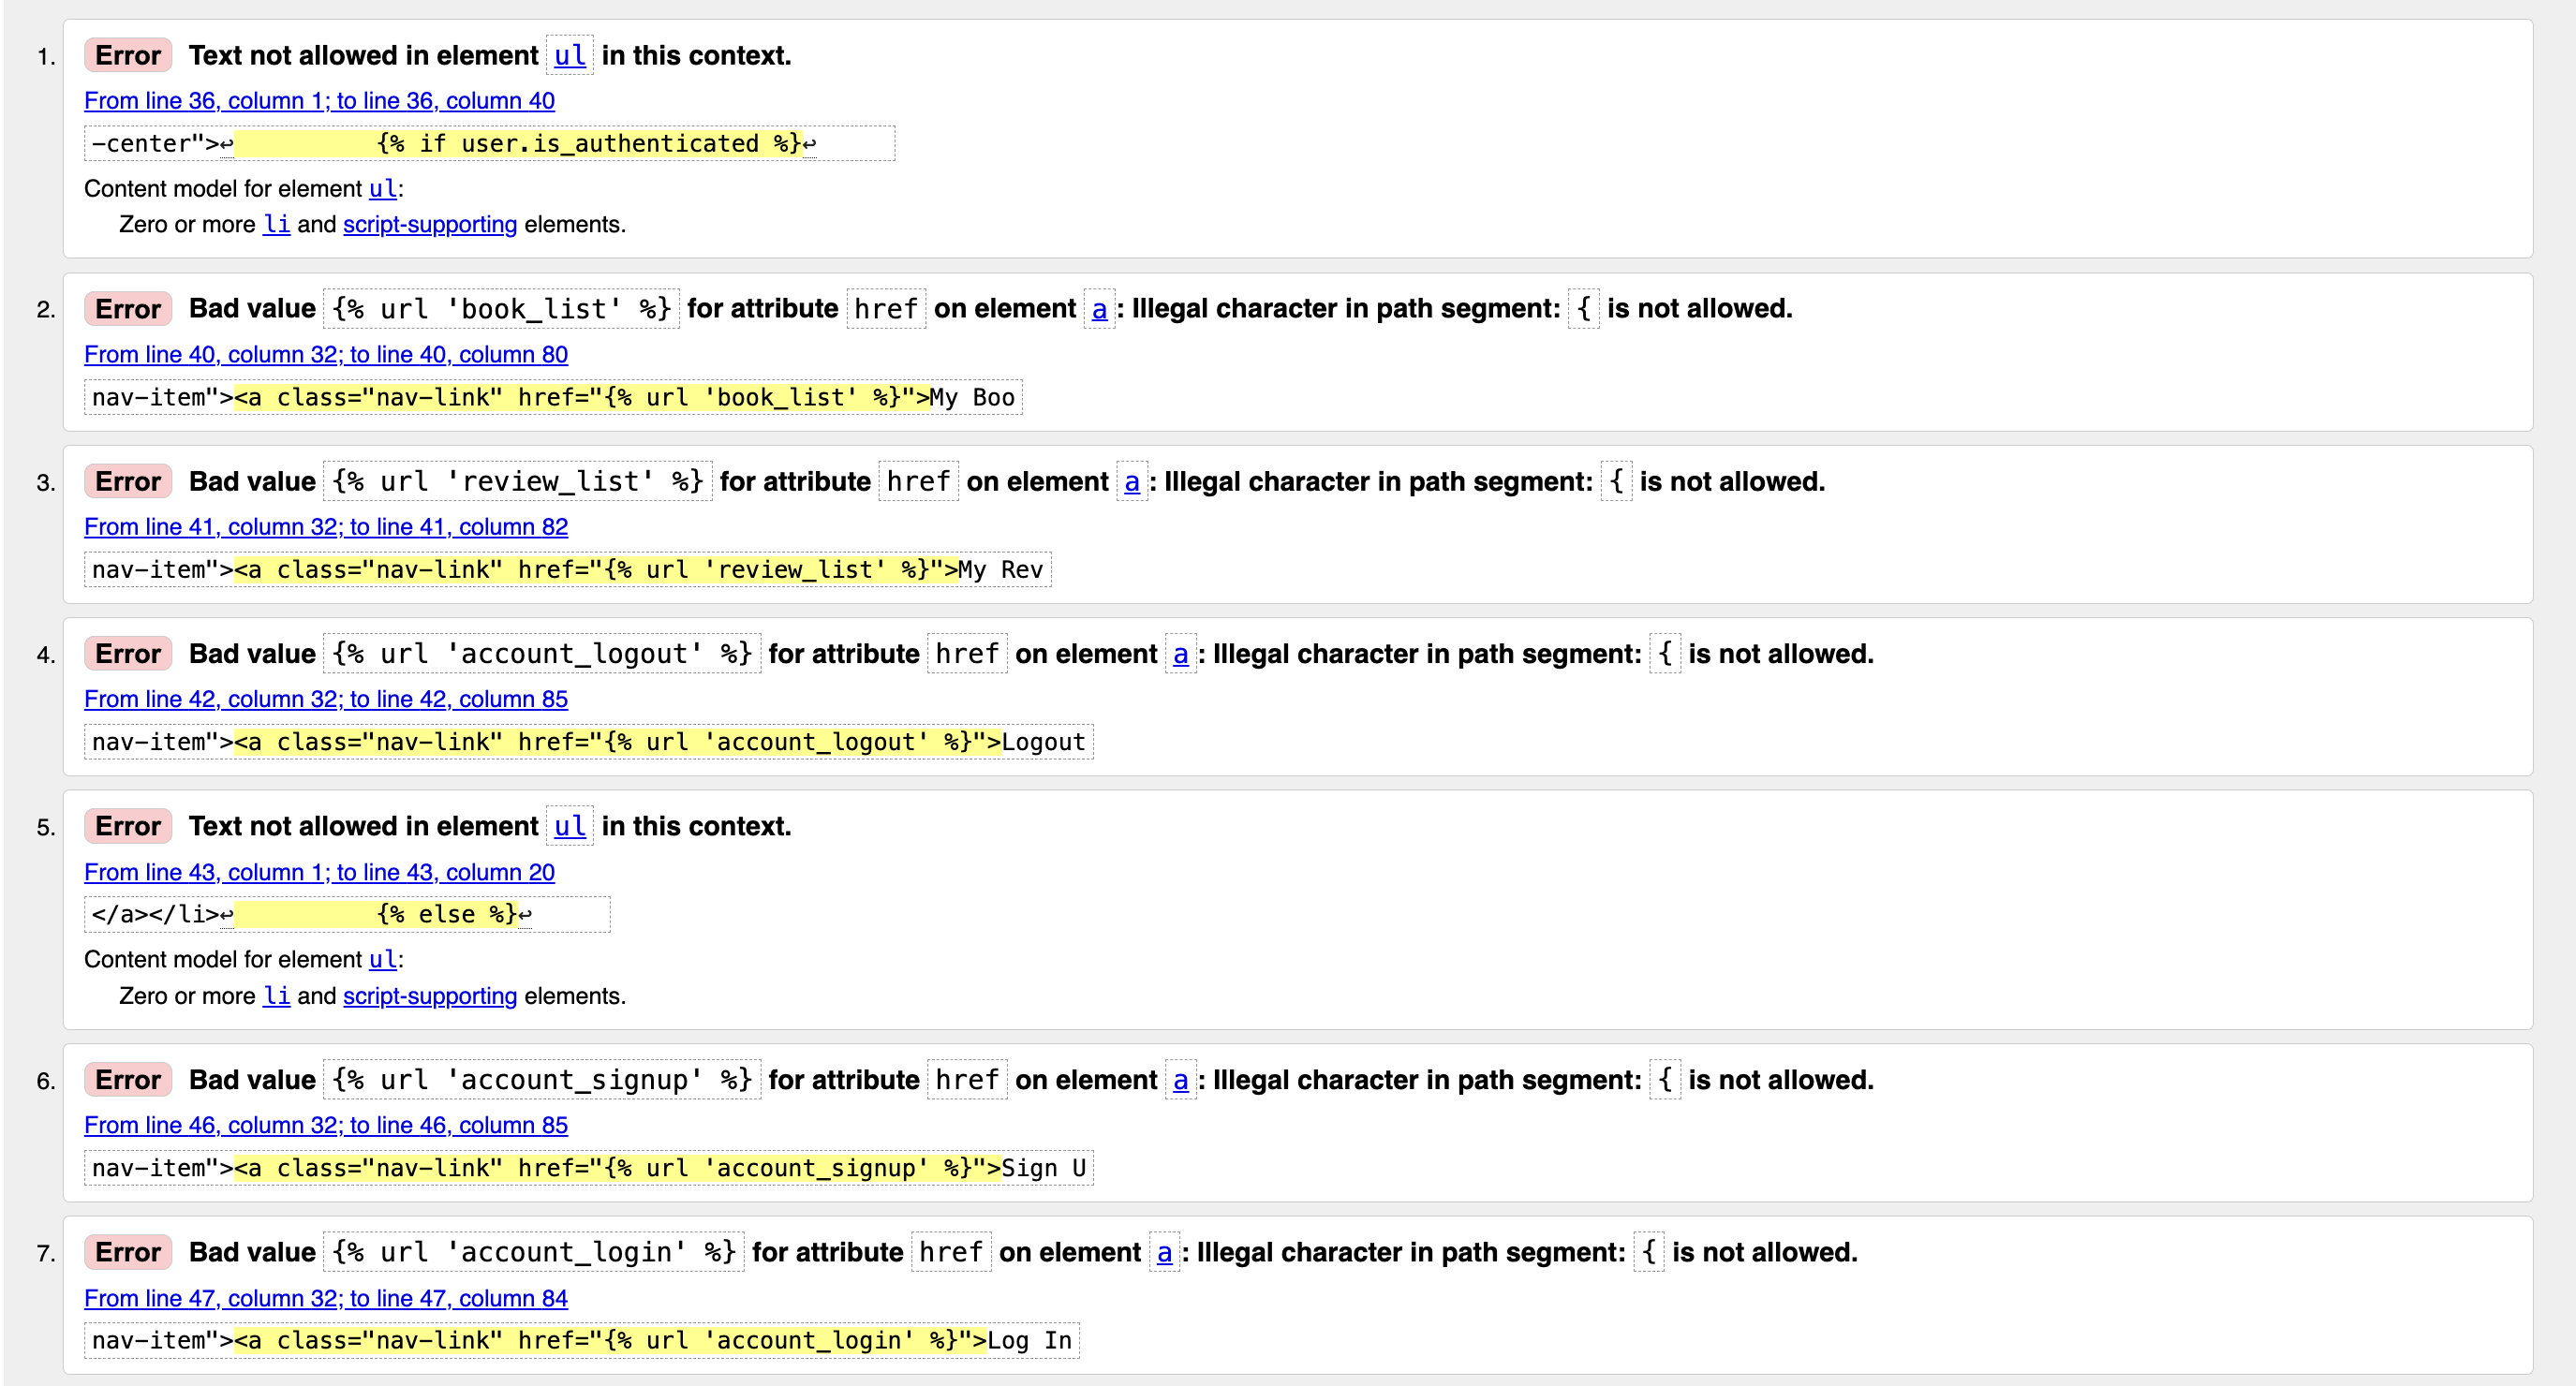 1. Error Text not allowed in element ul in this context.
From line 36, column 1; to line 36, column 40
-center">↩          {% if user.is_authenticated %}↩
Content model for element ul:
Zero or more li and script-supporting elements.
2. Error Bad value {% url 'book_list' %} for attribute href on element a: Illegal character in path segment: { is not allowed.
From line 40, column 32; to line 40, column 80
nav-item"><a class="nav-link" href="{% url 'book_list' %}">My Boo
3. Error Bad value {% url 'review_list' %} for attribute href on element a: Illegal character in path segment: { is not allowed.
From line 41, column 32; to line 41, column 82
nav-item"><a class="nav-link" href="{% url 'review_list' %}">My Rev
4. Error Bad value {% url 'account_logout' %} for attribute href on element a: Illegal character in path segment: { is not allowed.
From line 42, column 32; to line 42, column 85
nav-item"><a class="nav-link" href="{% url 'account_logout' %}">Logout
5. Error Text not allowed in element ul in this context.
From line 43, column 1; to line 43, column 20
</a></li>↩          {% else %}↩
Content model for element ul:
Zero or more li and script-supporting elements.
6. Error Bad value {% url 'account_signup' %} for attribute href on element a: Illegal character in path segment: { is not allowed.
From line 46, column 32; to line 46, column 85
nav-item"><a class="nav-link" href="{% url 'account_signup' %}">Sign U
7. Error Bad value {% url 'account_login' %} for attribute href on element a: Illegal character in path segment: { is not allowed.
From line 47, column 32; to line 47, column 84
nav-item"><a class="nav-link" href="{% url 'account_login' %}">Log In